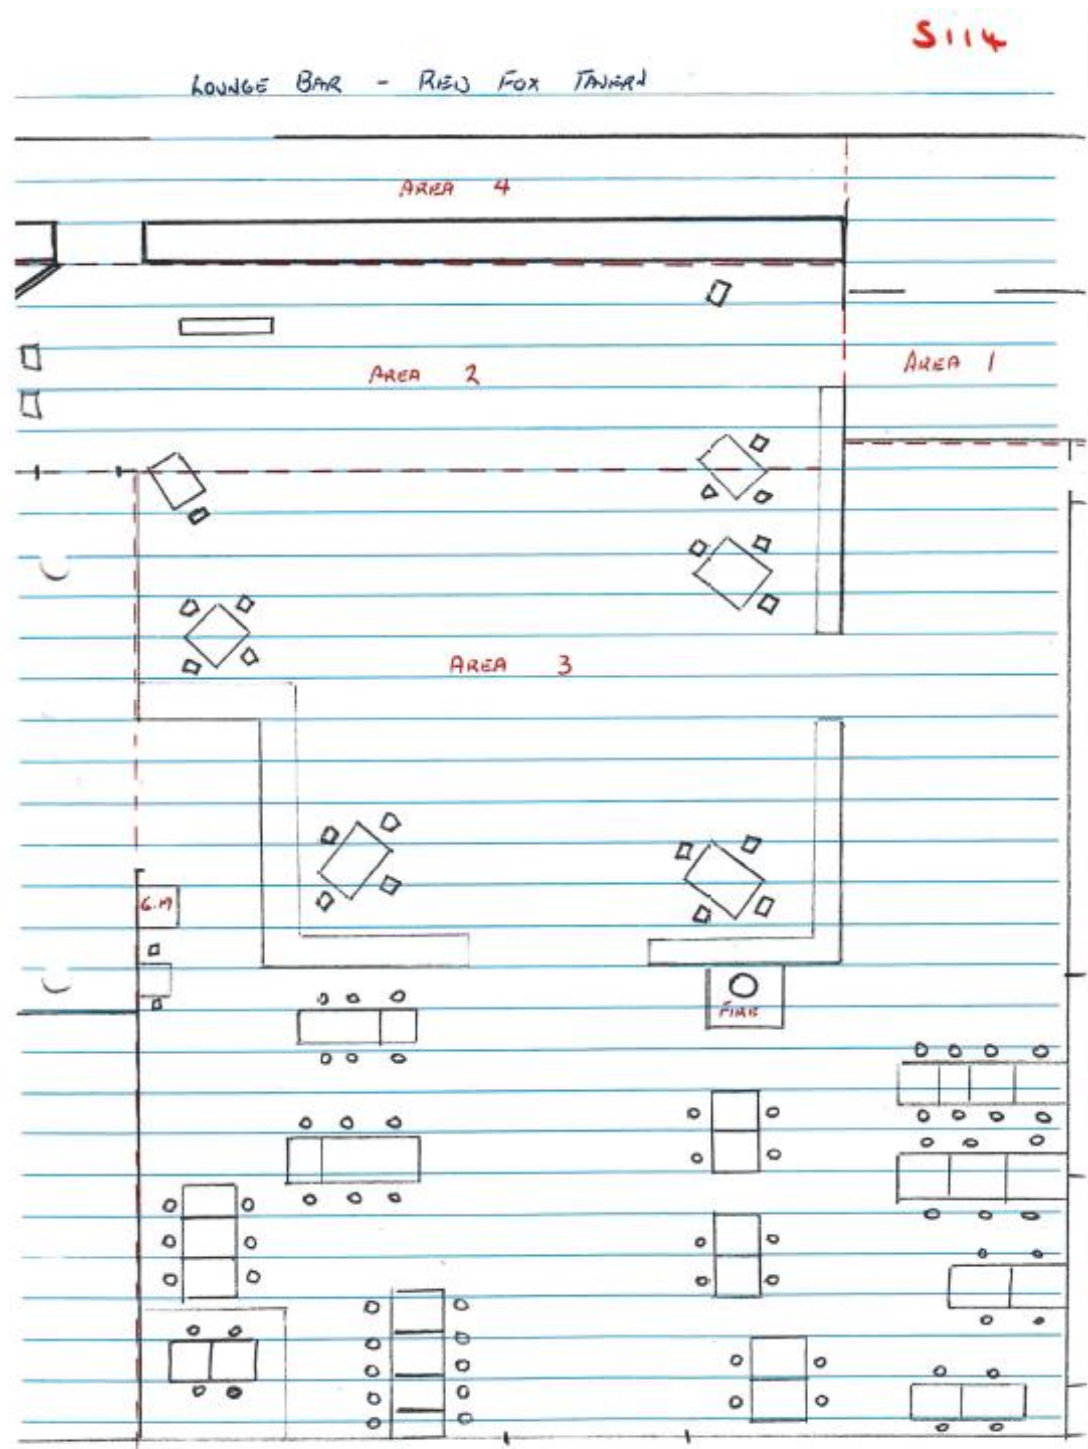 S114
LOUNGE BAR - RED FOX TAVERN
AREA 4
AREA 2
AREA 1
AREA 3
G.M
FIRE